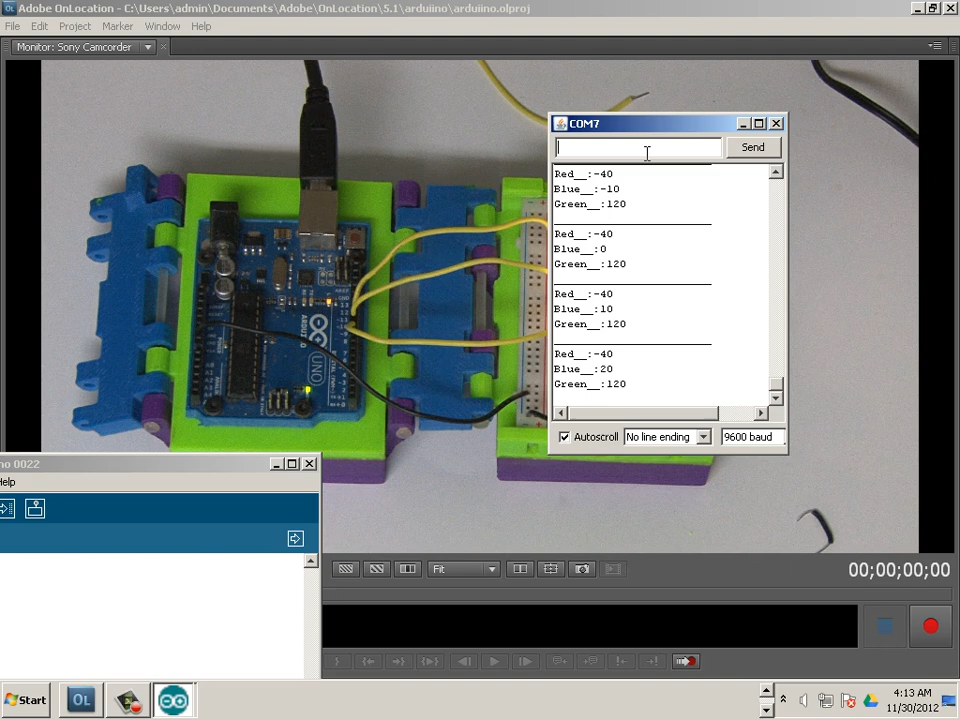 Adobe OnLocation - C:\Users\admin\Documents\Adobe\OnLocation\5.1\arduiino\arduiino.olproj
File Edit Project Marker Window Help
Monitor: Sony Camcorder
COM7
Send
Red__:-40
Blue__:-10
Green__:120
Red__:-40
Blue__:0
Green__:120
Red__:-40
Blue__:10
Green__:120
Red__:-40
Blue__:20
Green__:120
Autoscroll No line ending 9600 baud
ARDUINO
UNO
no 0022
Help
Fit
00;00;00;00
Start OL
4:13 AM
11/30/2012